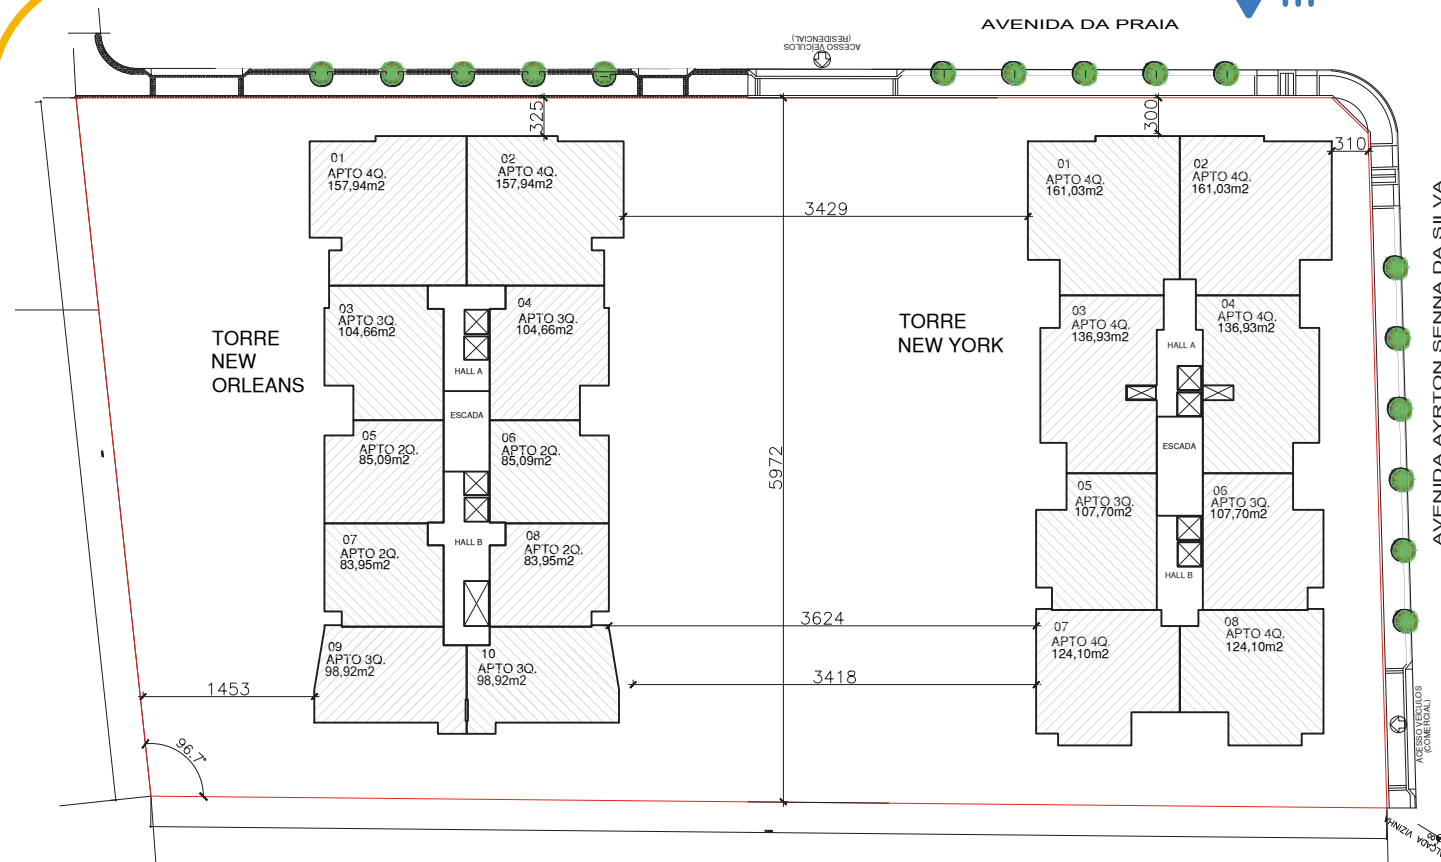 AVENIDA DA PRAIA
ACESSO VEICULOS
(RESIDENCIAL)
325
300
310
01
APTO 4Q.
157,94m2
02
APTO 4Q.
157,94m2
01
APTO 4Q.
161,03m2
02
APTO 4Q.
161,03m2
3429
AVENIDA AYRTON SENNA DA SILVA
03
APTO 3Q.
104,66m2
04
APTO 3Q.
104,66m2
03
APTO 4Q.
136,93m2
04
APTO 4Q.
136,93m2
TORRE
NEW
ORLEANS
TORRE
NEW YORK
HALL A
HALL A
ESCADA
ESCADA
05
APTO 2Q.
85,09m2
06
APTO 2Q.
85,09m2
5972
05
APTO 3Q.
107,70m2
06
APTO 3Q.
107,70m2
07
APTO 2Q.
83,95m2
HALL B
08
APTO 2Q.
83,95m2
HALL B
3624
07
APTO 4Q.
124,10m2
08
APTO 4Q.
124,10m2
09
APTO 3Q.
98,92m2
10
APTO 3Q.
98,92m2
3418
1453
96.7°
ACESSO VEICULOS
(COMERCIAL)
VIZINHA